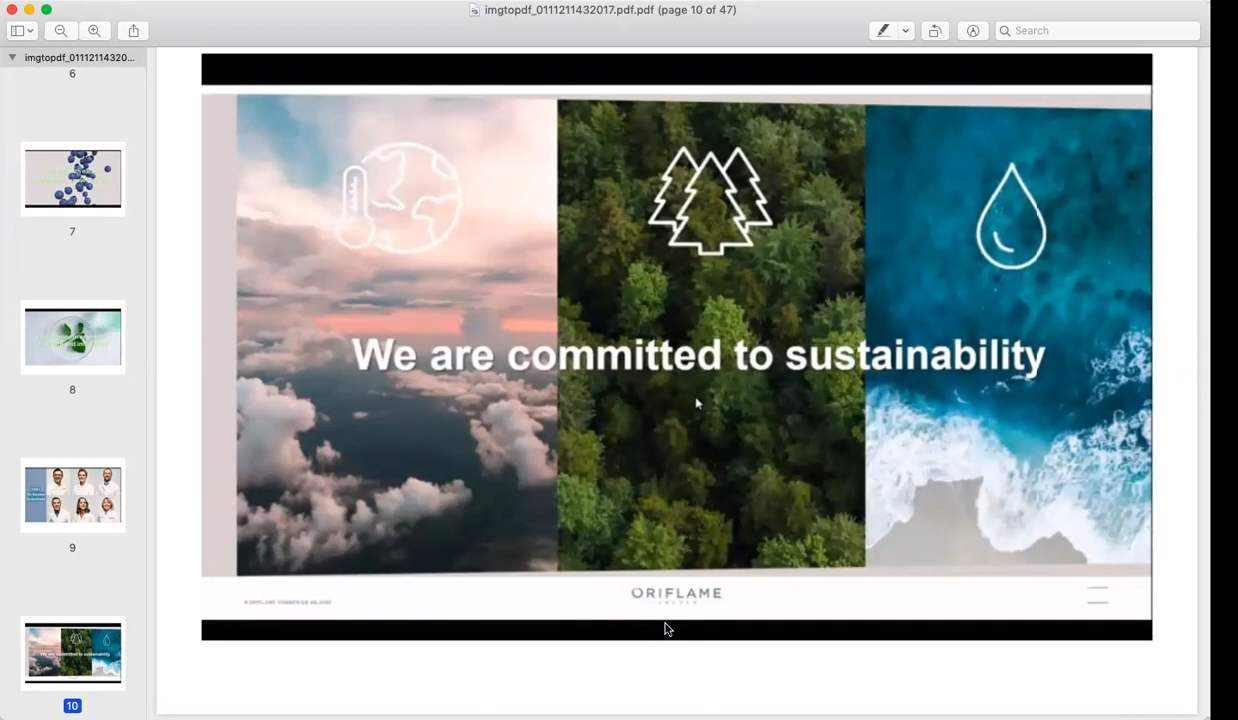 imgtopdf_0111211432017.pdf.pdf (page 10 of 47)
Search
imgtopdf_01112114320...
6
7
8
9
10
We are committed to sustainability
ORIFLAME
SWEDEN